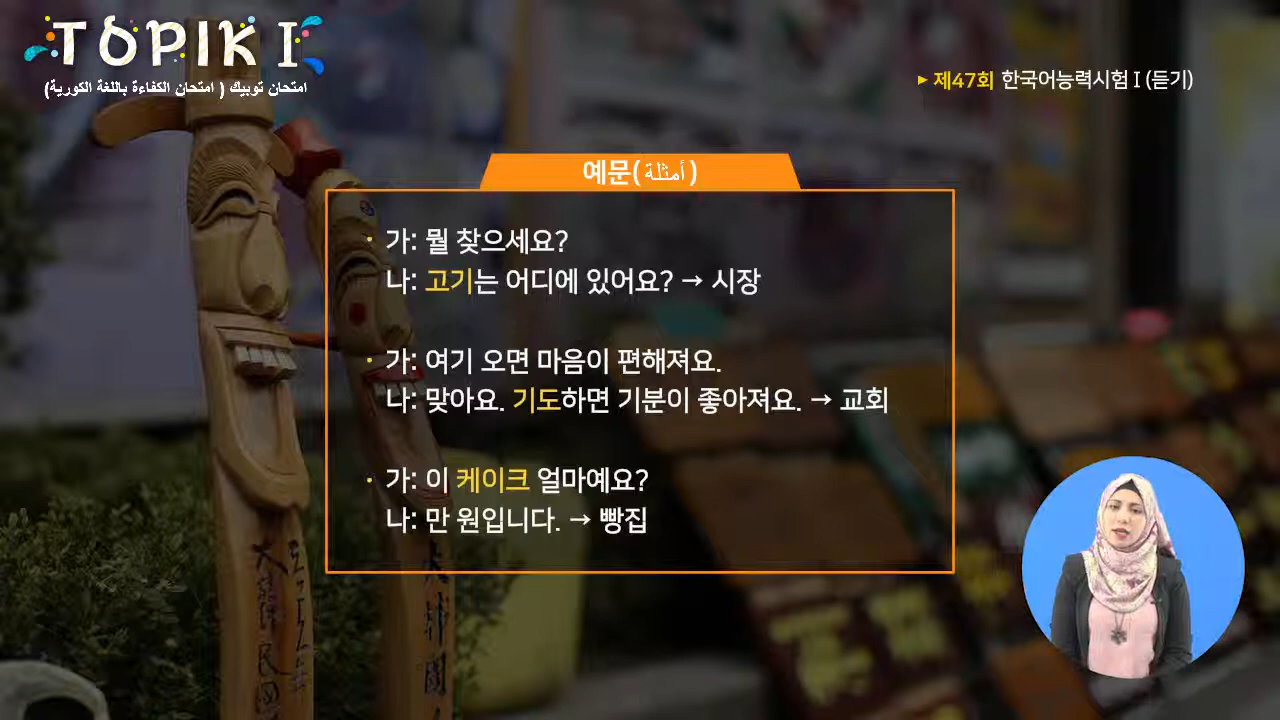 TOPIK I
امتحان توبيك ( امتحان الكفاءة باللغة الكورية)
▶ 제47회 한국어능력시험 I (듣기)
예문(أمثلة)
· 가: 뭘 찾으세요?
나: 고기는 어디에 있어요? → 시장
· 가: 여기 오면 마음이 편해져요.
나: 맞아요. 기도하면 기분이 좋아져요. → 교회
· 가: 이 케이크 얼마예요?
나: 만 원입니다. → 빵집